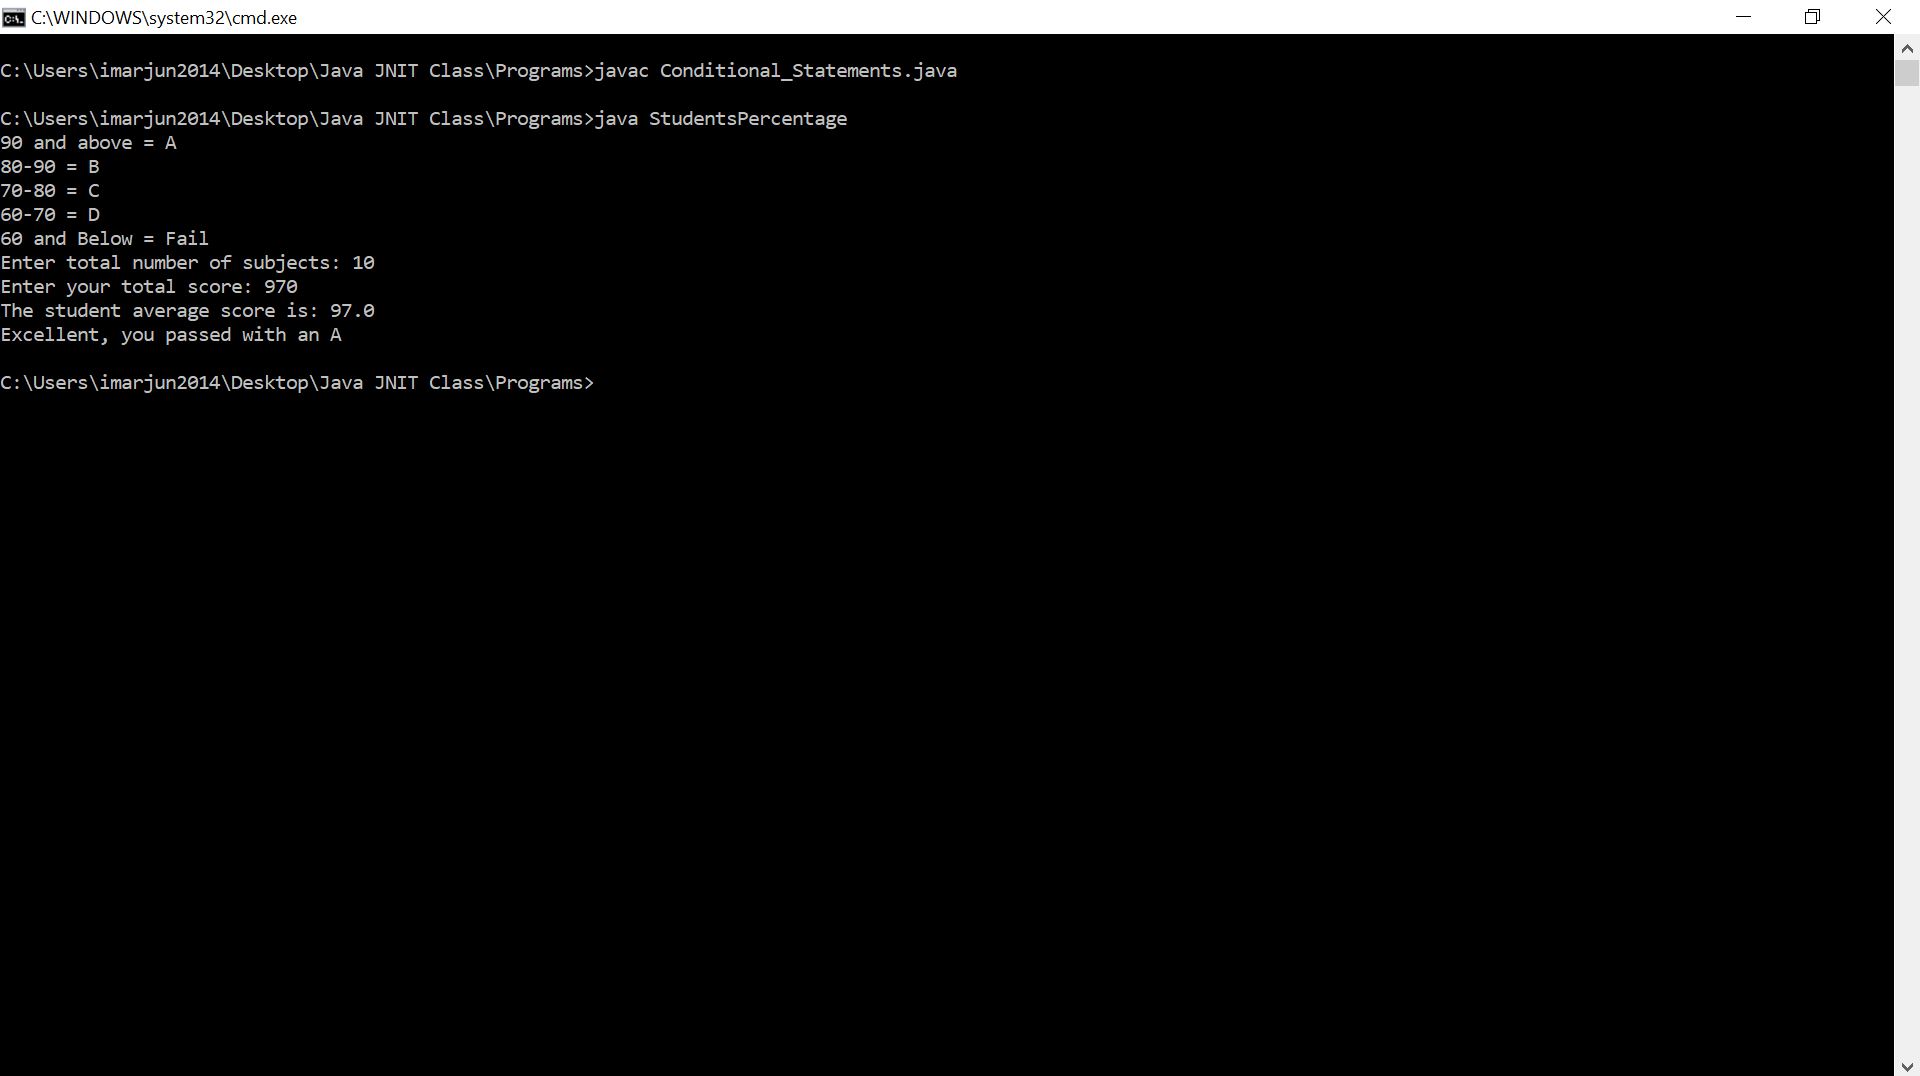 C:\WINDOWS\system32\cmd.exe
C:\Users\imarjun2014\Desktop\Java JNIT Class\Programs>javac Conditional_Statements.java
C:\Users\imarjun2014\Desktop\Java JNIT Class\Programs>java StudentsPercentage
90 and above = A
80-90 = B
70-80 = C
60-70 = D
60 and Below = Fail
Enter total number of subjects: 10
Enter your total score: 970
The student average score is: 97.0
Excellent, you passed with an A
C:\Users\imarjun2014\Desktop\Java JNIT Class\Programs>